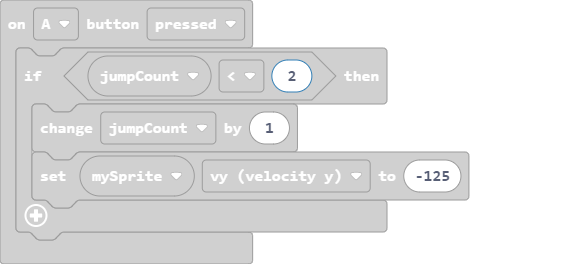 on A button pressed
if jumpCount < 2 then
change jumpCount by 1
set mySprite vy (velocity y) to -125